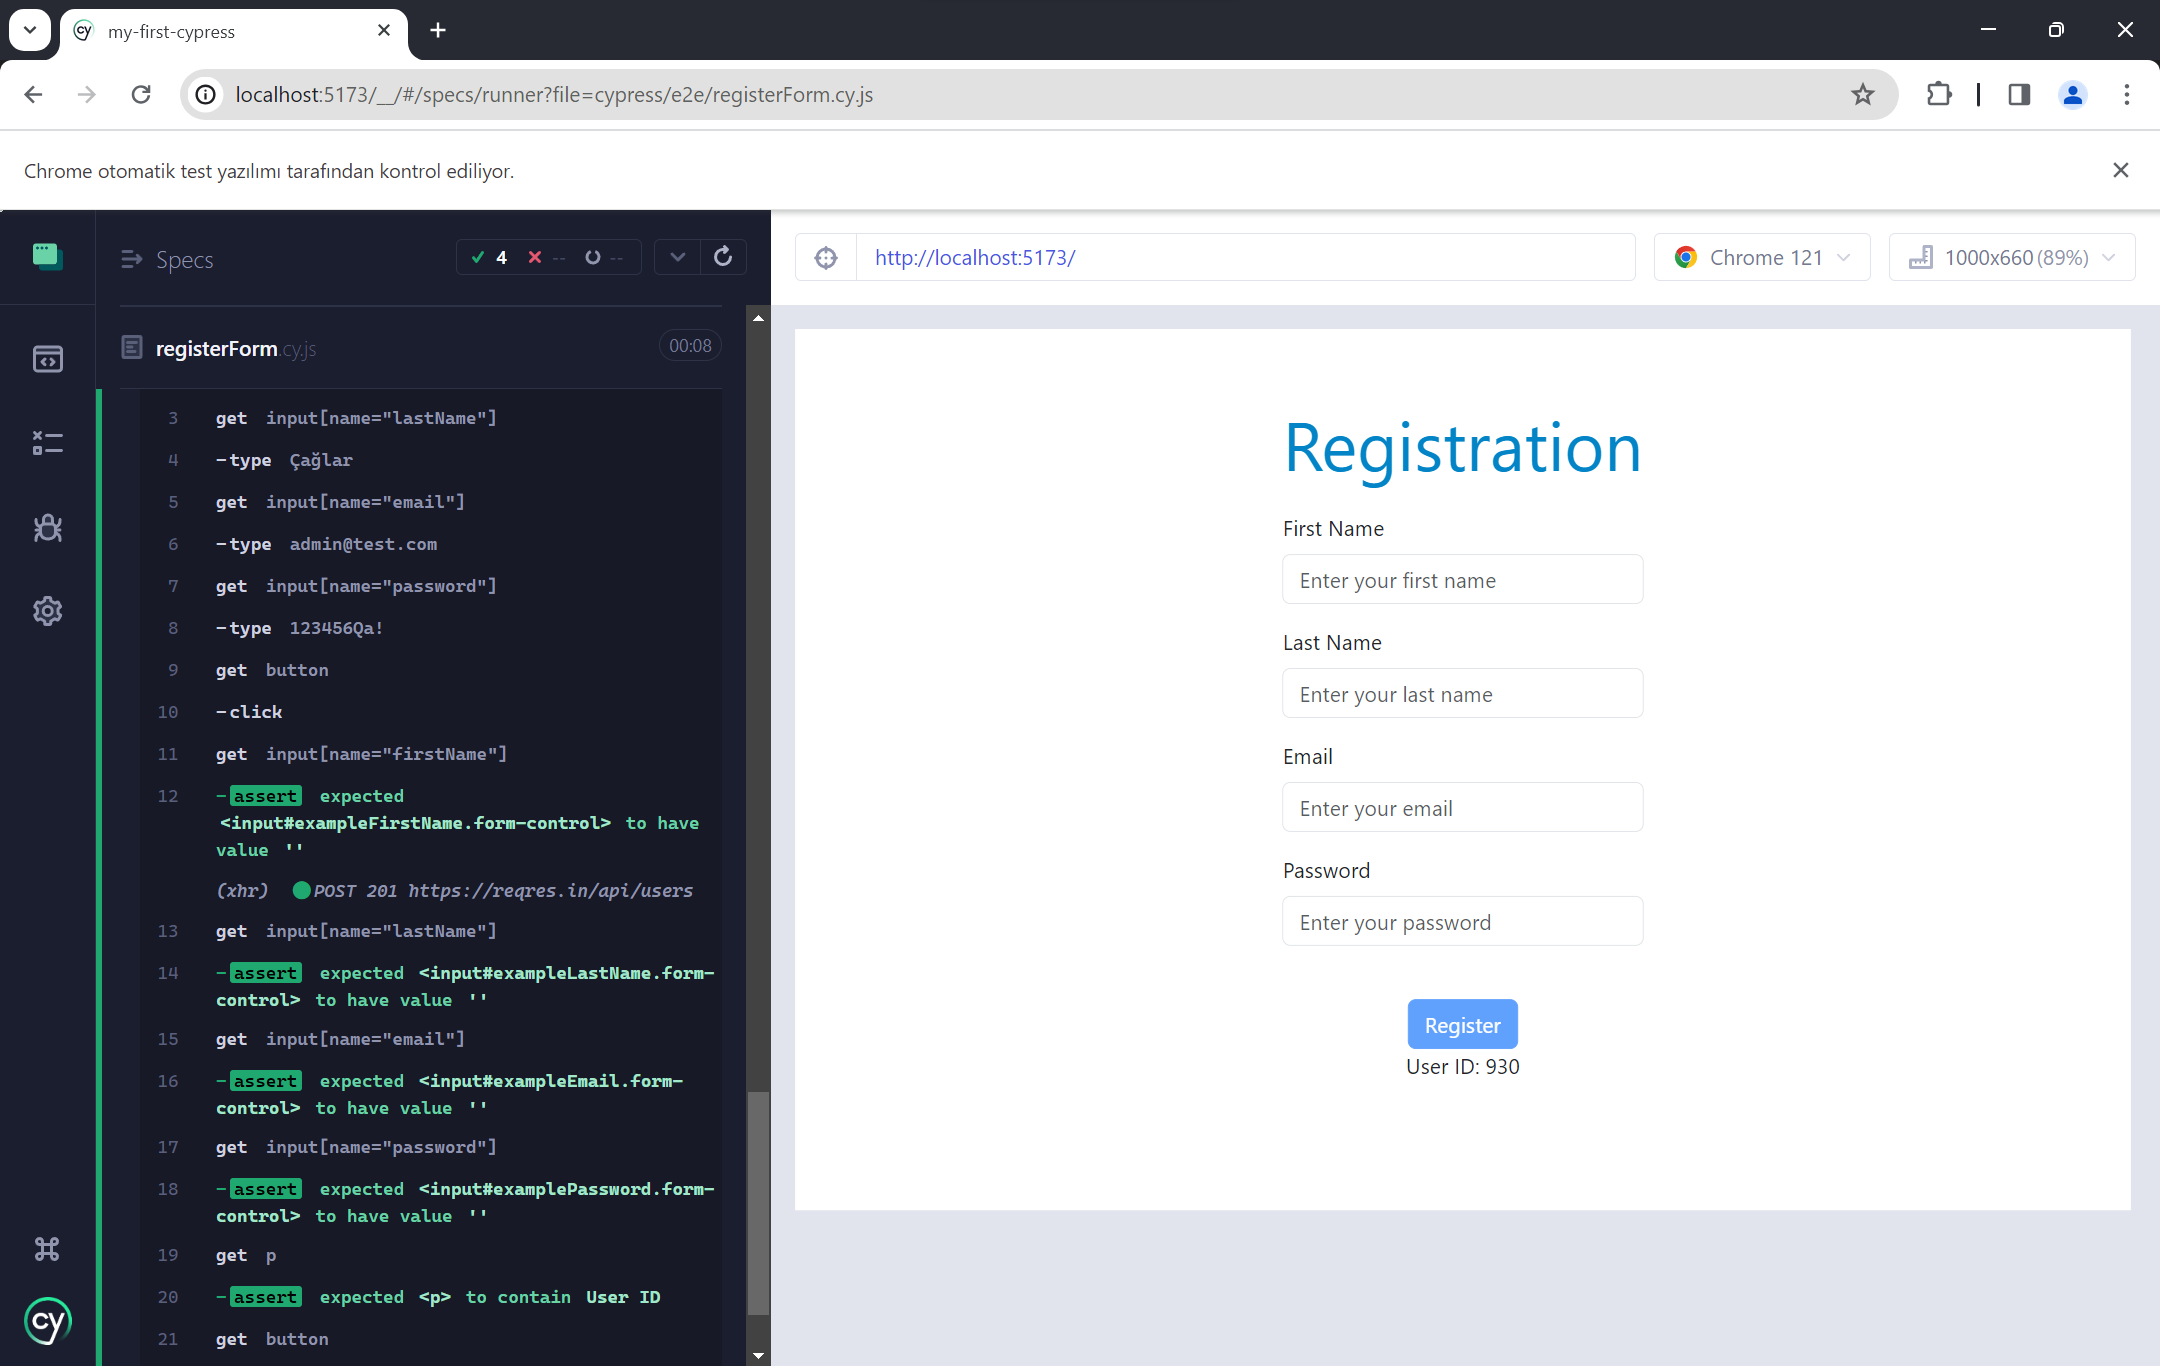 my-first-cypress
localhost:5173/__/#/specs/runner?file=cypress/e2e/registerForm.cy.js
Chrome otomatik test yazılımı tarafından kontrol ediliyor.
Specs
4 -- --
http://localhost:5173/
Chrome 121
1000x660 (89%)
registerForm.cy.js
00:08
3 get input[name="lastName"]
4 -type Çağlar
5 get input[name="email"]
6 -type admin@test.com
7 get input[name="password"]
8 -type 123456Qa!
9 get button
10 -click
11 get input[name="firstName"]
12 -assert expected
<input#exampleFirstName.form-control> to have
value ''
(xhr) POST 201 https://reqres.in/api/users
13 get input[name="lastName"]
14 -assert expected <input#exampleLastName.form-
control> to have value ''
15 get input[name="email"]
16 -assert expected <input#exampleEmail.form-
control> to have value ''
17 get input[name="password"]
18 -assert expected <input#examplePassword.form-
control> to have value ''
19 get p
20 -assert expected <p> to contain User ID
21 get button
cy
Registration
First Name
Enter your first name
Last Name
Enter your last name
Email
Enter your email
Password
Enter your password
Register
User ID: 930